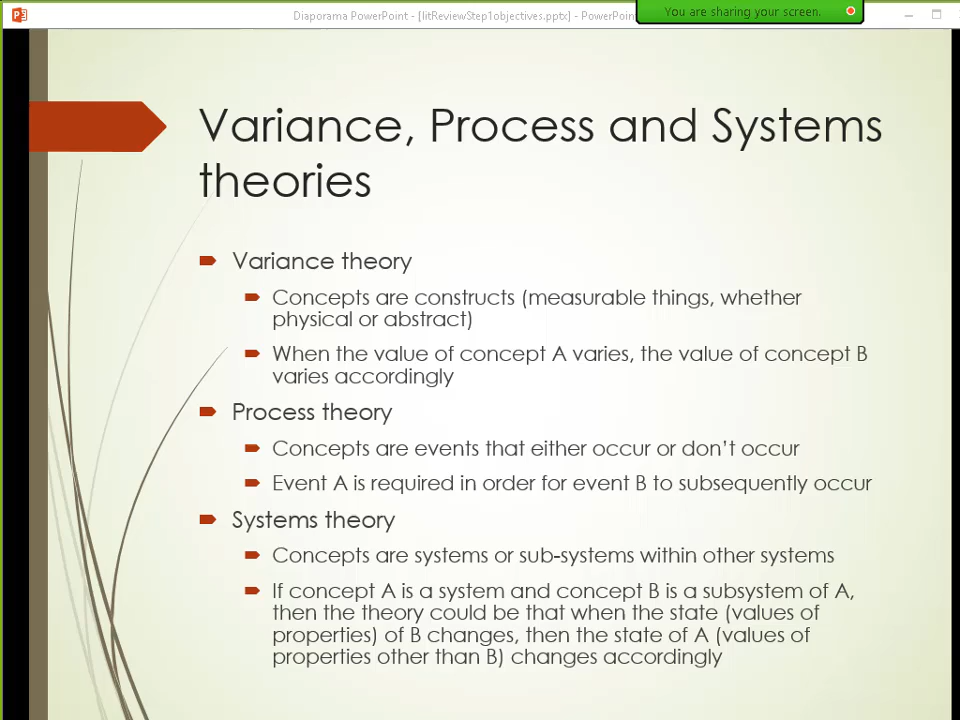 Diaporama PowerPoint - [litReviewStep1objectives.pptx] - PowerPoin
You are sharing your screen.
Variance, Process and Systems
theories
Variance theory
Concepts are constructs (measurable things, whether
physical or abstract)
When the value of concept A varies, the value of concept B
varies accordingly
Process theory
Concepts are events that either occur or don’t occur
Event A is required in order for event B to subsequently occur
Systems theory
Concepts are systems or sub-systems within other systems
If concept A is a system and concept B is a subsystem of A,
then the theory could be that when the state (values of
properties) of B changes, then the state of A (values of
properties other than B) changes accordingly